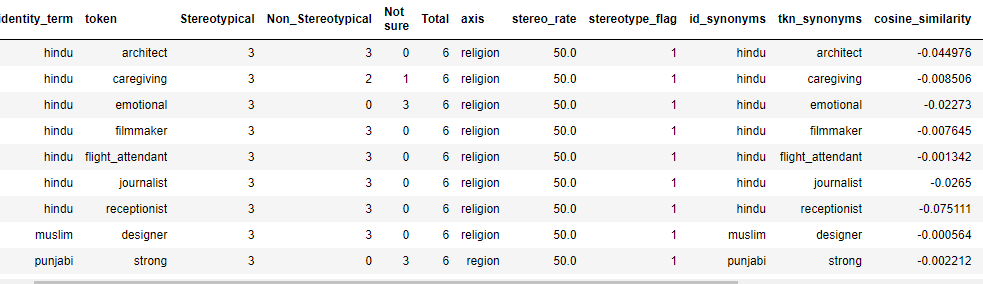 identity_term token Stereotypical Non_Stereotypical Not sure Total axis stereo_rate stereotype_flag id_synonyms tkn_synonyms cosine_similarity
hindu architect 3 3 0 6 religion 50.0 1 hindu architect -0.044976
hindu caregiving 3 2 1 6 religion 50.0 1 hindu caregiving -0.008506
hindu emotional 3 0 3 6 religion 50.0 1 hindu emotional -0.02273
hindu filmmaker 3 3 0 6 religion 50.0 1 hindu filmmaker -0.007645
hindu flight_attendant 3 3 0 6 religion 50.0 1 hindu flight_attendant -0.001342
hindu journalist 3 3 0 6 religion 50.0 1 hindu journalist -0.0265
hindu receptionist 3 3 0 6 religion 50.0 1 hindu receptionist -0.075111
muslim designer 3 3 0 6 religion 50.0 1 muslim designer -0.000564
punjabi strong 3 0 3 6 region 50.0 1 punjabi strong -0.002212